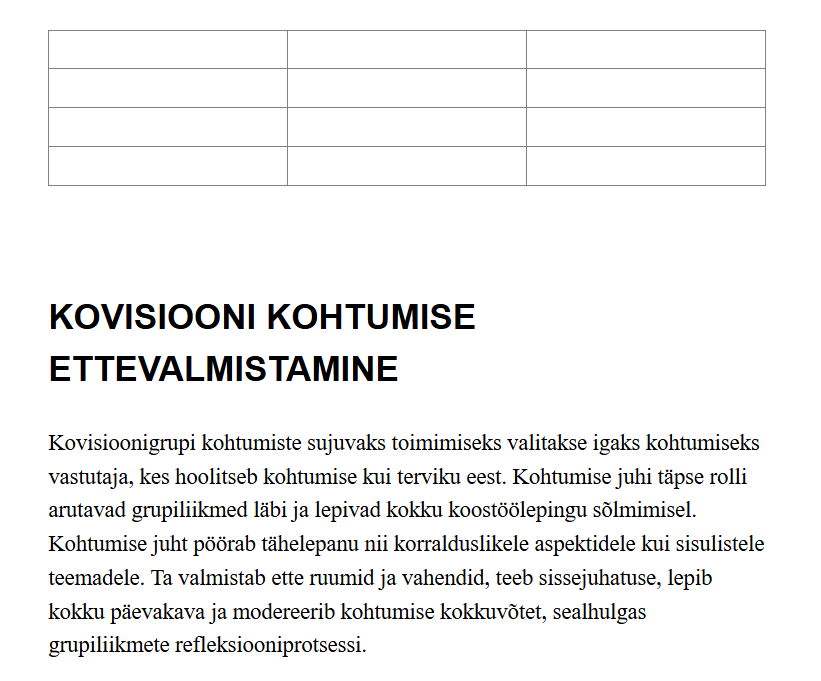 KOVISIOONI KOHTUMISE
ETTEVALMISTAMINE
Kovisioonigrupi kohtumiste sujuvaks toimimiseks valitakse igaks kohtumiseks
vastutaja, kes hoolitseb kohtumise kui terviku eest. Kohtumise juhi täpse rolli
arutavad grupiliikmed läbi ja lepivad kokku koostöölepingu sõlmimisel.
Kohtumise juht pöörab tähelepanu nii korralduslikele aspektidele kui sisulistele
teemadele. Ta valmistab ette ruumid ja vahendid, teeb sissejuhatuse, lepib
kokku päevakava ja modereerib kohtumise kokkuvõtet, sealhulgas
grupiliikmete refleksiooniprotsessi.